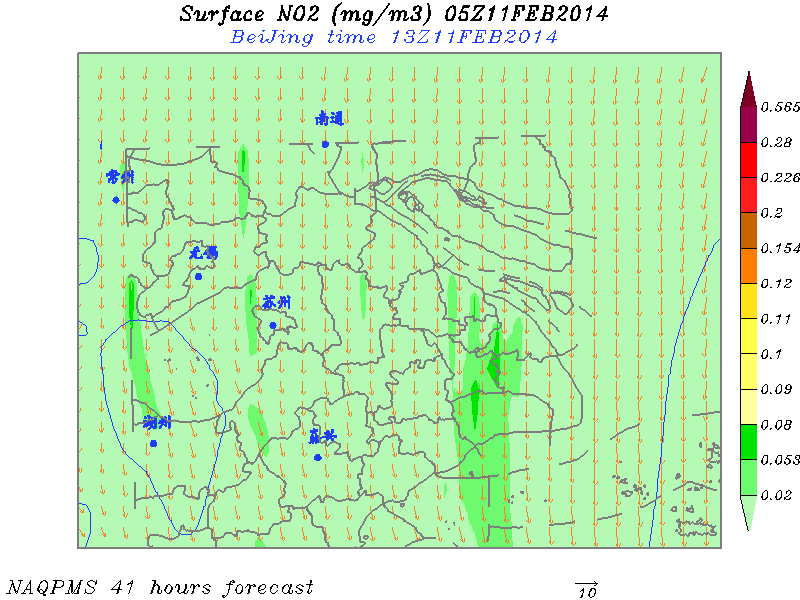 Surface NO2 (mg/m3) 05Z11FEB2014
BeiJing time 13Z11FEB2014
南通
常州
无锡
苏州
湖州
嘉兴
0.565
0.28
0.226
0.2
0.154
0.12
0.11
0.1
0.09
0.08
0.053
0.02
NAQPMS 41 hours forecast
10